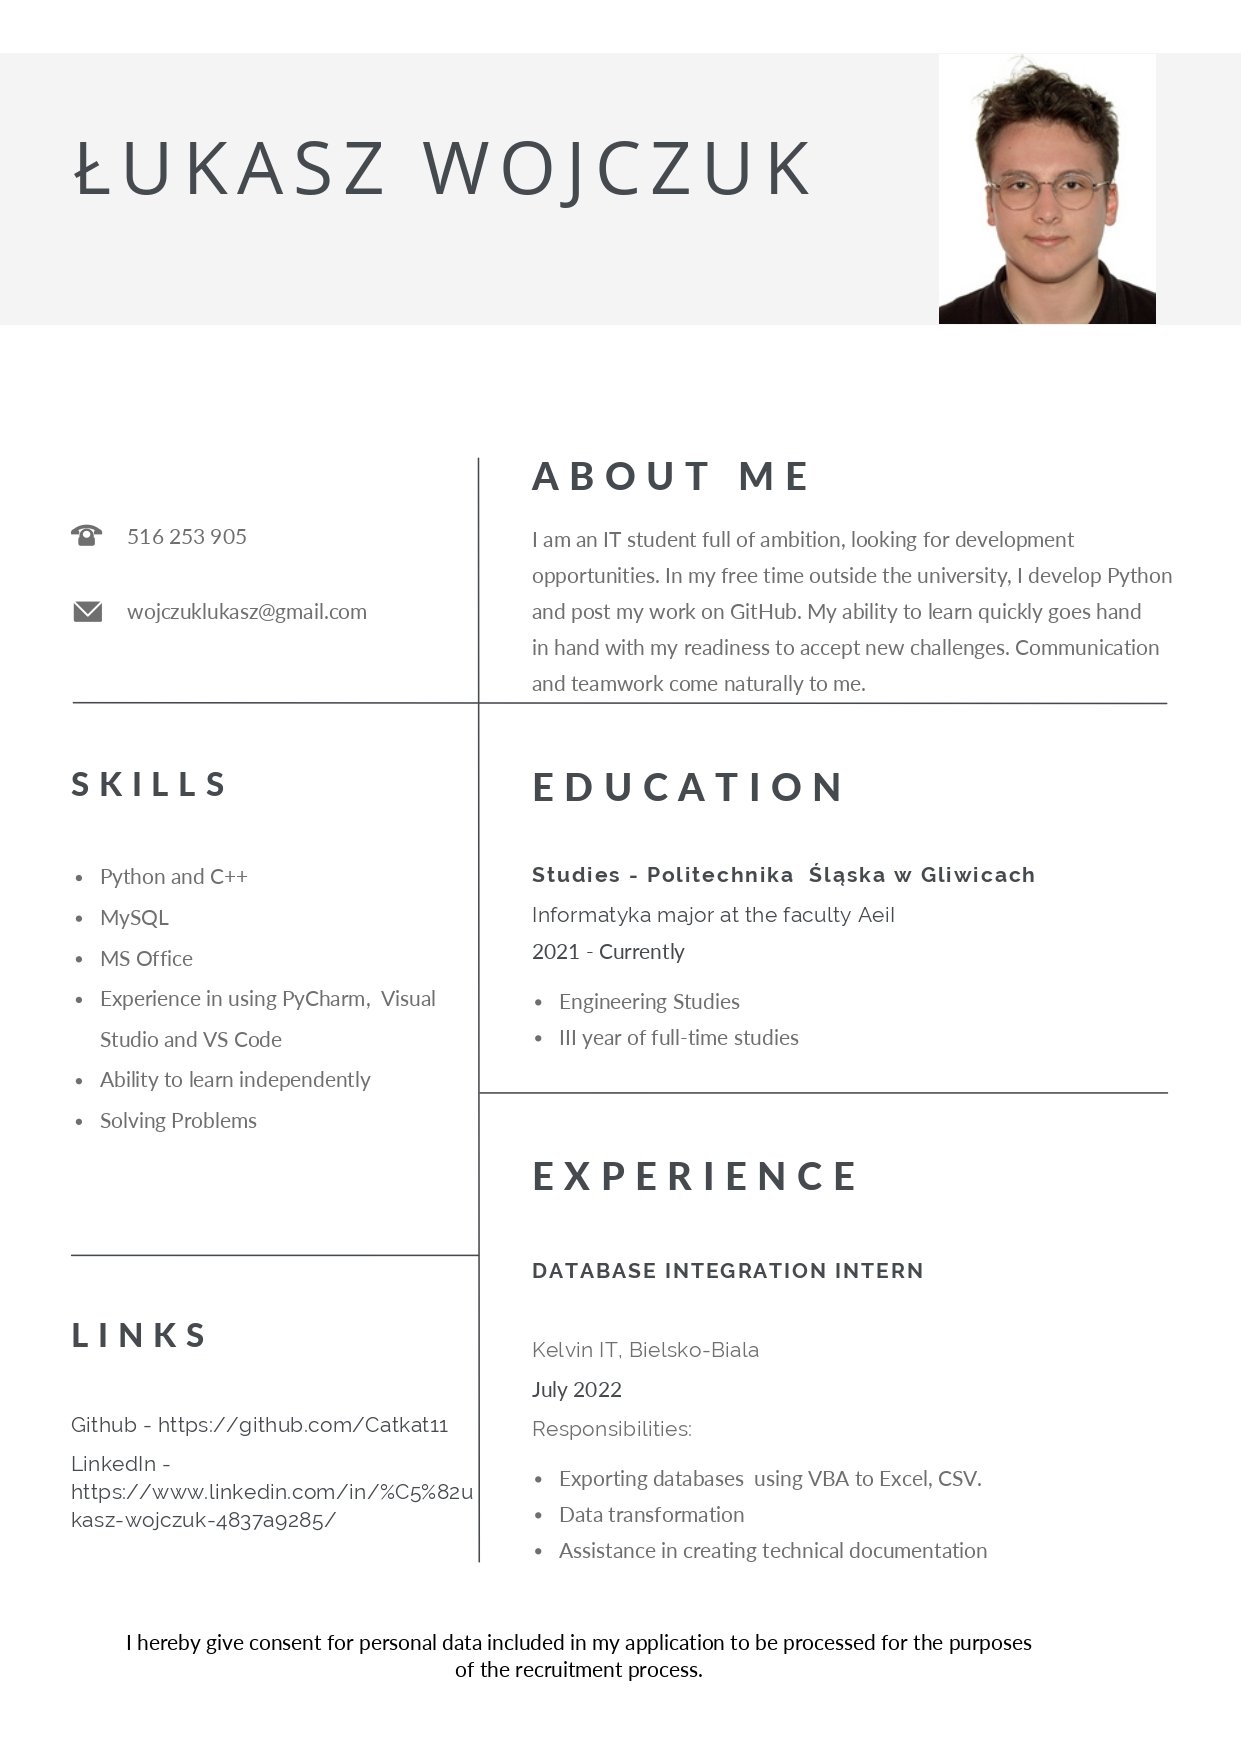 ŁUKASZ WOJCZUK
516 253 905
wojczuklukasz@gmail.com
ABOUT ME
I am an IT student full of ambition, looking for development
opportunities. In my free time outside the university, I develop Python
and post my work on GitHub. My ability to learn quickly goes hand
in hand with my readiness to accept new challenges. Communication
and teamwork come naturally to me.
SKILLS
• Python and C++
• MySQL
• MS Office
• Experience in using PyCharm, Visual
Studio and VS Code
• Ability to learn independently
• Solving Problems
LINKS
Github - https://github.com/Catkat11
LinkedIn -
https://www.linkedin.com/in/%C5%82u
kasz-wojczuk-4837a9285/
EDUCATION
Studies - Politechnika Śląska w Gliwicach
Informatyka major at the faculty AeiI
2021 - Currently
• Engineering Studies
• III year of full-time studies
EXPERIENCE
DATABASE INTEGRATION INTERN
Kelvin IT, Bielsko-Biala
July 2022
Responsibilities:
• Exporting databases using VBA to Excel, CSV.
• Data transformation
• Assistance in creating technical documentation
I hereby give consent for personal data included in my application to be processed for the purposes
of the recruitment process.